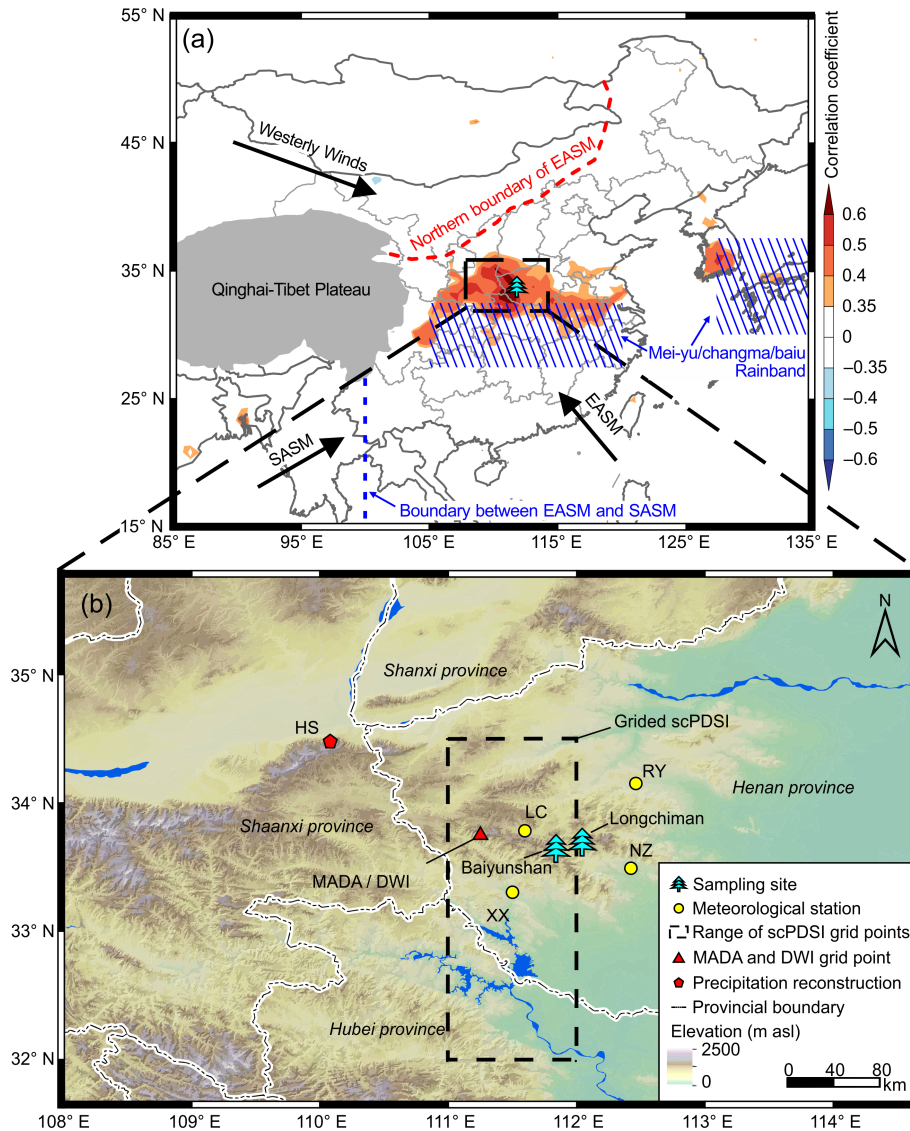 55° N
(a)
Correlation coefficient
Westerly Winds
45° N
Northern boundary of EASM
0.6
0.5
35° N
0.4
Qinghai-Tibet Plateau
0.35
0
Mei-yu/changma/baiu
Rainband
−0.35
−0.4
25° N
EASM
−0.5
SASM
−0.6
Boundary between EASM and SASM
15° N
85° E
95° E
105° E
115° E
125° E
135° E
(b)
N
Shanxi province
35° N
Grided scPDSI
HS
RY
Henan province
34° N
LC
Longchiman
Shaanxi province
NZ
Baiyunshan
MADA / DWI
Sampling site
XX
Meteorological station
33° N
Range of scPDSI grid points
MADA and DWI grid point
Precipitation reconstruction
Provincial boundary
Hubei province
Elevation (m asl)
2500
32° N
0
0
40
80
km
108° E
109° E
110° E
111° E
112° E
113° E
114° E